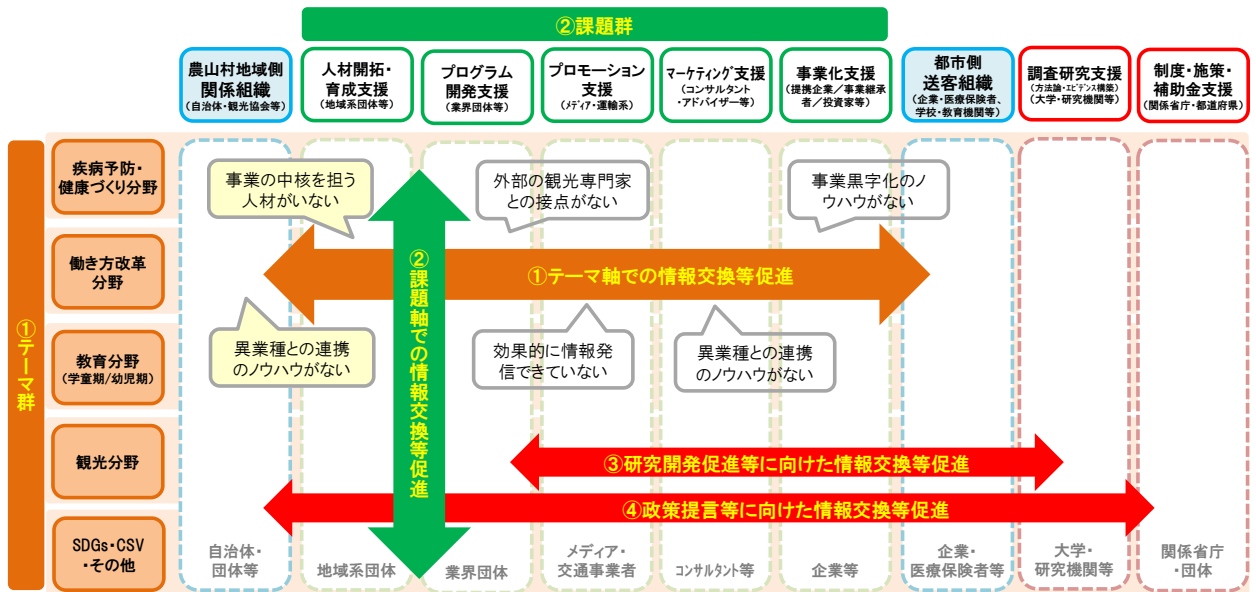 ②課題群
農山村地域側
関係組織
(自治体・観光協会等)
人材開拓・
育成支援
(地域系団体等)
プログラム
開発支援
(業界団体等)
プロモーション
支援
(メディア・運輸系)
マーケティング支援
(コンサルタント
・アドバイザー等)
事業化支援
(提携企業/事業継承
者/投資家等)
都市側
送客組織
(企業・医療保険者、
学校・教育機関等)
調査研究支援
(方法論・エビデンス構築)
(大学・研究機関等)
制度・施策・
補助金支援
(関係省庁・都道府県)
①テーマ群
疾病予防・
健康づくり分野
働き方改革
分野
教育分野
(学童期/幼児期)
観光分野
SDGs・CSV
・その他
事業の中核を担う
人材がいない
外部の観光専門家
との接点がない
事業黒字化のノ
ウハウがない
①テーマ軸での情報交換等促進
②課題軸での情報交換等促進
異業種との連携
のノウハウがない
効果的に情報発
信できていない
異業種との連携
のノウハウがない
③研究開発促進等に向けた情報交換等促進
④政策提言等に向けた情報交換等促進
自治体・
団体等
地域系団体
業界団体
メディア・
交通事業者
コンサルタント等
企業等
企業・
医療保険者等
大学・
研究機関等
関係省庁
・団体